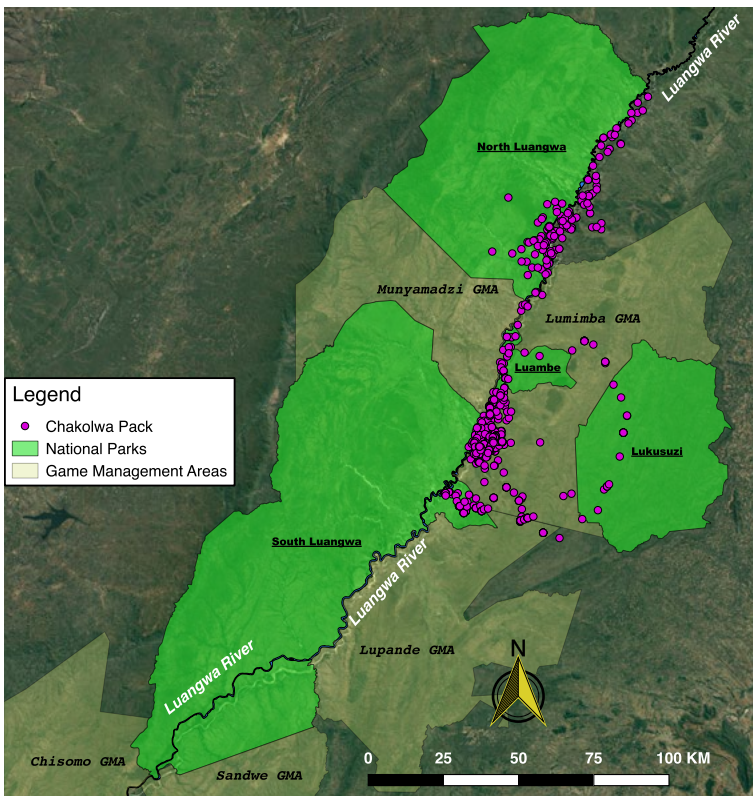 Luangwa River
North Luangwa
Munyamadzi GMA
Lumimba GMA
Luambe
Legend
Chakolwa Pack
National Parks
Game Management Areas
Lukusuzi
South Luangwa
Luangwa River
Luangwa River
Lupande GMA
N
Chisomo GMA
Sandwe GMA
0 25 50 75 100 KM